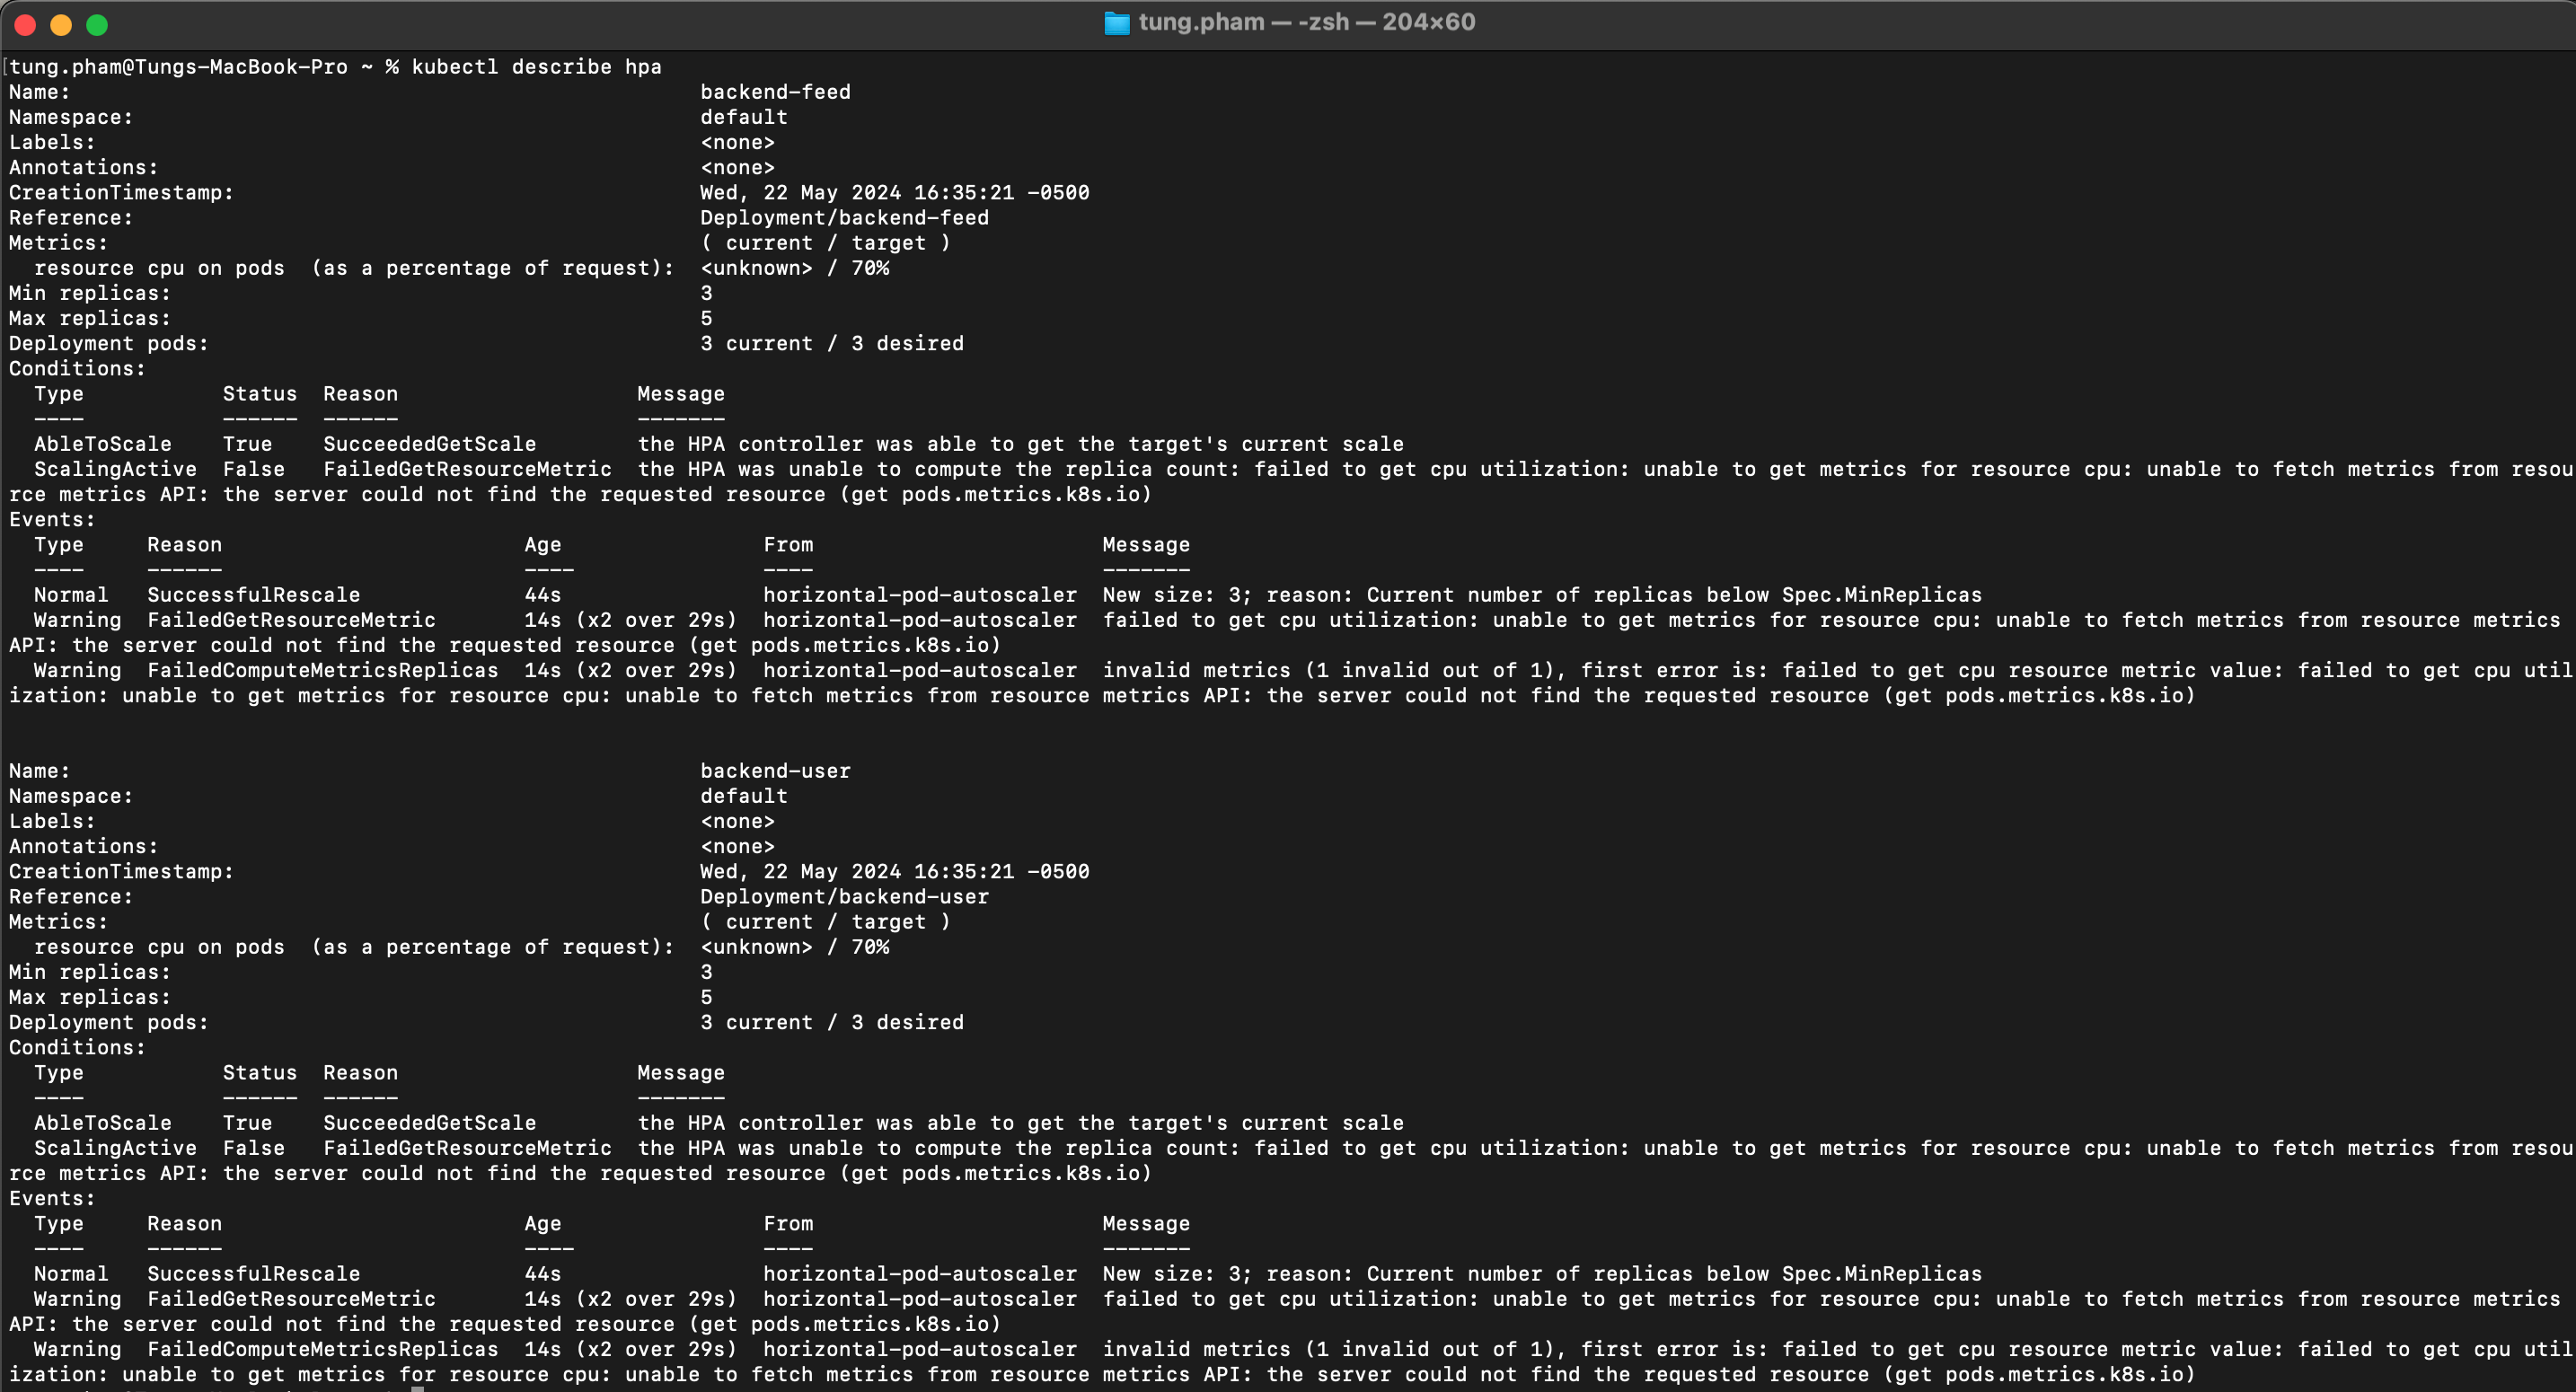 tung.pham — -zsh — 204×60
[tung.pham@Tungs-MacBook-Pro ~ % kubectl describe hpa
Name:                                                  backend-feed
Namespace:                                             default
Labels:                                                <none>
Annotations:                                           <none>
CreationTimestamp:                                     Wed, 22 May 2024 16:35:21 -0500
Reference:                                             Deployment/backend-feed
Metrics:                                               ( current / target )
  resource cpu on pods  (as a percentage of request):  <unknown> / 70%
Min replicas:                                          3
Max replicas:                                          5
Deployment pods:                                       3 current / 3 desired
Conditions:
  Type           Status  Reason                   Message
  ----           ------  ------                   -------
  AbleToScale    True    SucceededGetScale        the HPA controller was able to get the target's current scale
  ScalingActive  False   FailedGetResourceMetric  the HPA was unable to compute the replica count: failed to get cpu utilization: unable to get metrics for resource cpu: unable to fetch metrics from resou
rce metrics API: the server could not find the requested resource (get pods.metrics.k8s.io)
Events:
  Type     Reason                        Age                From                       Message
  ----     ------                        ----               ----                       -------
  Normal   SuccessfulRescale             44s                horizontal-pod-autoscaler  New size: 3; reason: Current number of replicas below Spec.MinReplicas
  Warning  FailedGetResourceMetric       14s (x2 over 29s)  horizontal-pod-autoscaler  failed to get cpu utilization: unable to get metrics for resource cpu: unable to fetch metrics from resource metrics
API: the server could not find the requested resource (get pods.metrics.k8s.io)
  Warning  FailedComputeMetricsReplicas  14s (x2 over 29s)  horizontal-pod-autoscaler  invalid metrics (1 invalid out of 1), first error is: failed to get cpu resource metric value: failed to get cpu util
ization: unable to get metrics for resource cpu: unable to fetch metrics from resource metrics API: the server could not find the requested resource (get pods.metrics.k8s.io)
Name:                                                  backend-user
Namespace:                                             default
Labels:                                                <none>
Annotations:                                           <none>
CreationTimestamp:                                     Wed, 22 May 2024 16:35:21 -0500
Reference:                                             Deployment/backend-user
Metrics:                                               ( current / target )
  resource cpu on pods  (as a percentage of request):  <unknown> / 70%
Min replicas:                                          3
Max replicas:                                          5
Deployment pods:                                       3 current / 3 desired
Conditions:
  Type           Status  Reason                   Message
  ----           ------  ------                   -------
  AbleToScale    True    SucceededGetScale        the HPA controller was able to get the target's current scale
  ScalingActive  False   FailedGetResourceMetric  the HPA was unable to compute the replica count: failed to get cpu utilization: unable to get metrics for resource cpu: unable to fetch metrics from resou
rce metrics API: the server could not find the requested resource (get pods.metrics.k8s.io)
Events:
  Type     Reason                        Age                From                       Message
  ----     ------                        ----               ----                       -------
  Normal   SuccessfulRescale             44s                horizontal-pod-autoscaler  New size: 3; reason: Current number of replicas below Spec.MinReplicas
  Warning  FailedGetResourceMetric       14s (x2 over 29s)  horizontal-pod-autoscaler  failed to get cpu utilization: unable to get metrics for resource cpu: unable to fetch metrics from resource metrics
API: the server could not find the requested resource (get pods.metrics.k8s.io)
  Warning  FailedComputeMetricsReplicas  14s (x2 over 29s)  horizontal-pod-autoscaler  invalid metrics (1 invalid out of 1), first error is: failed to get cpu resource metric value: failed to get cpu util
ization: unable to get metrics for resource cpu: unable to fetch metrics from resource metrics API: the server could not find the requested resource (get pods.metrics.k8s.io)